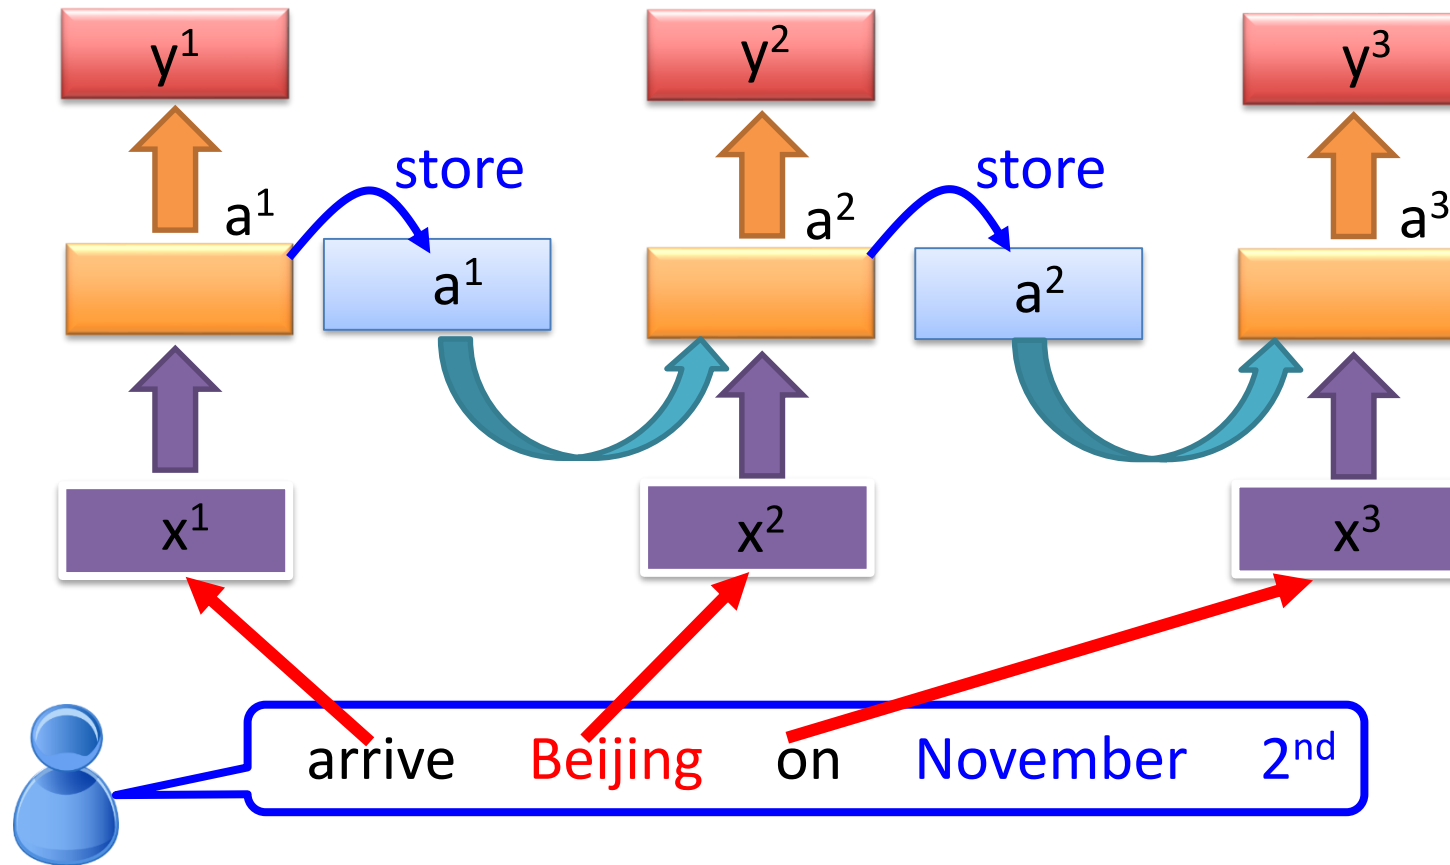 y¹ y² y³
store store
a¹ a² a³
a¹ a²
x¹ x² x³
arrive Beijing on November 2ⁿᵈ